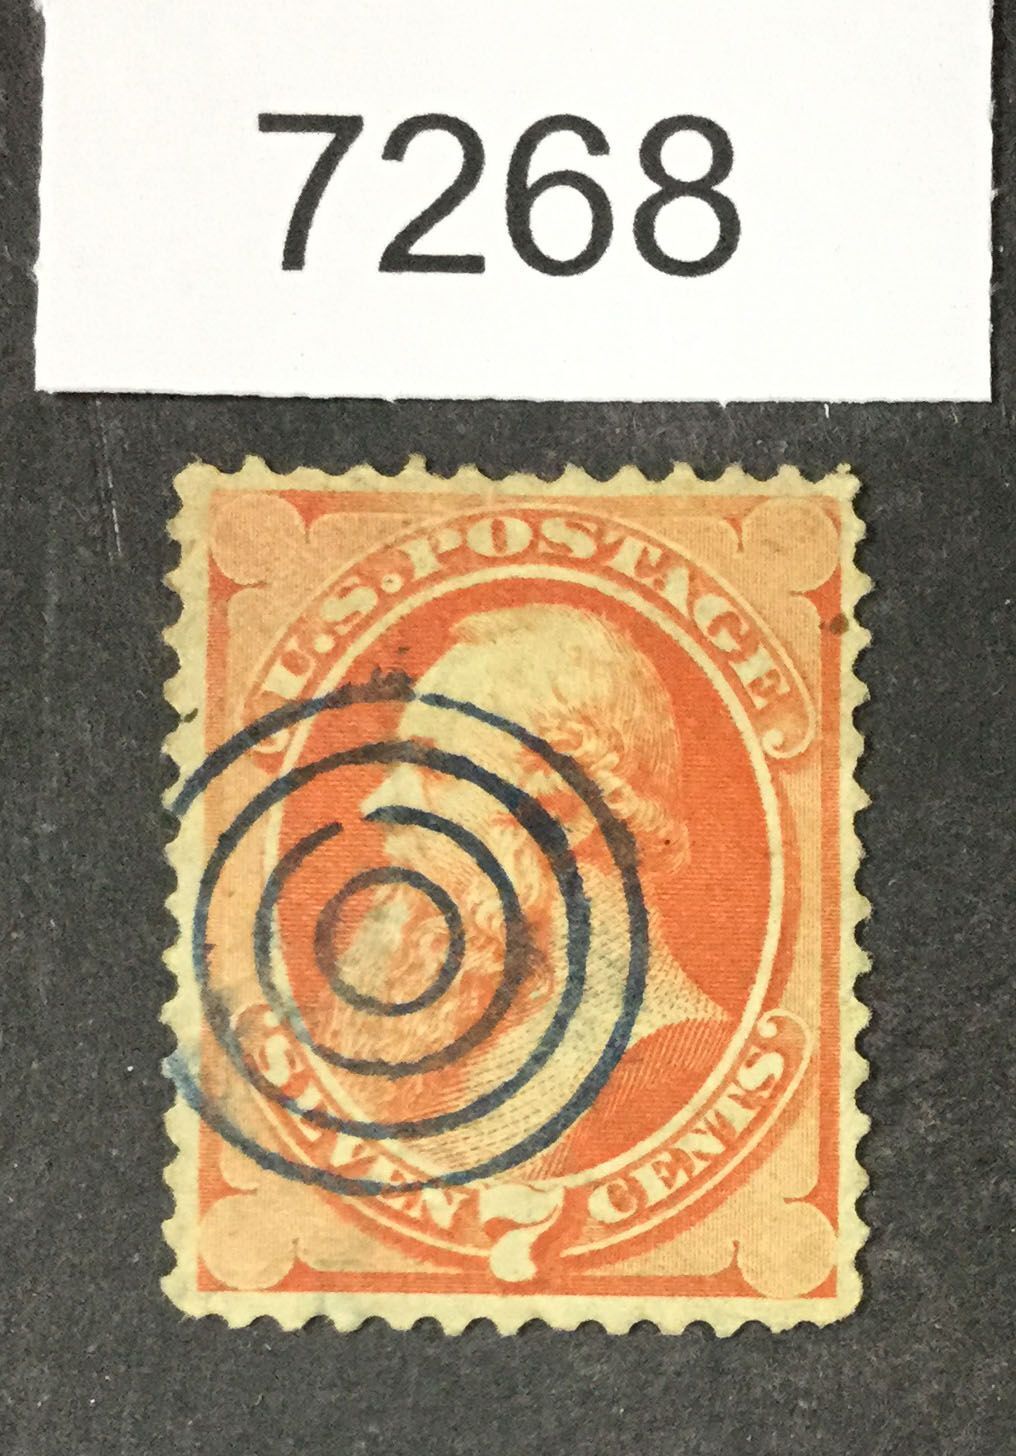 7268
U.S. POSTAGE
SEVEN 7 CENTS